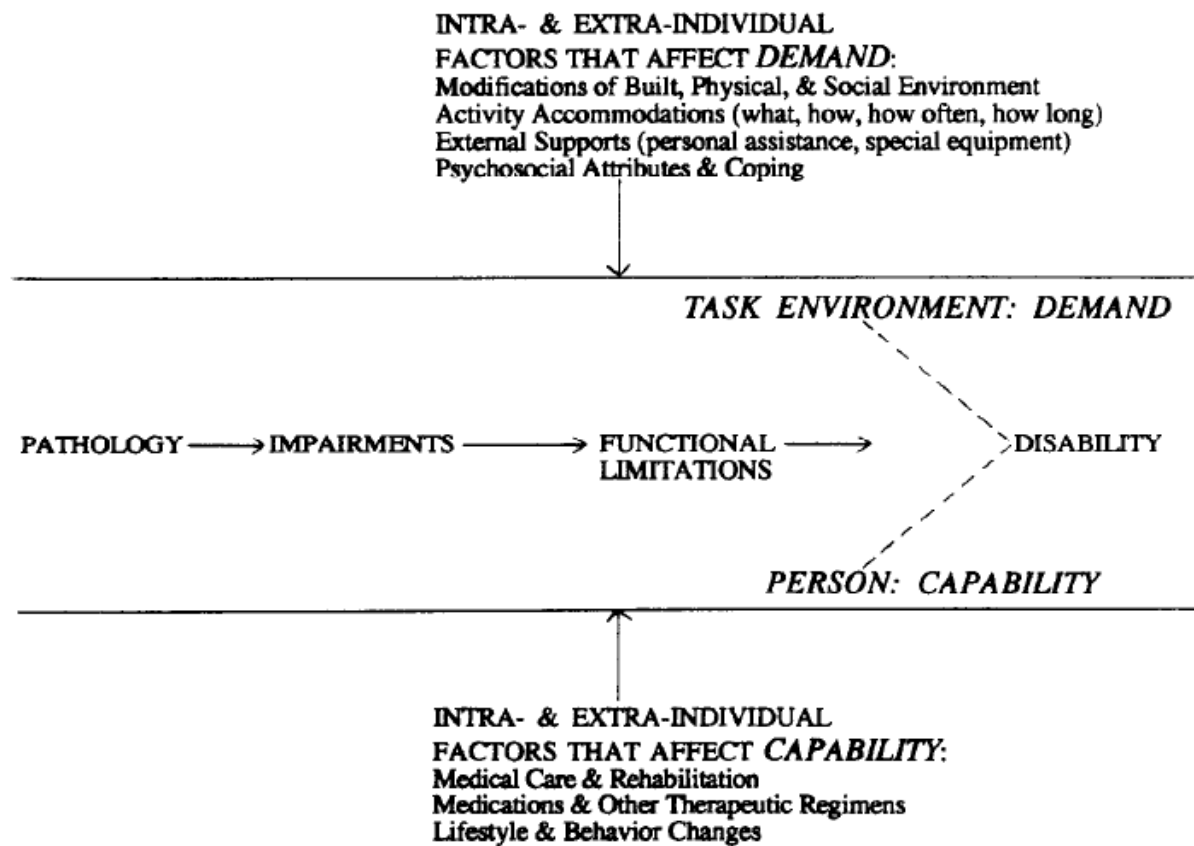 INTRA- & EXTRA-INDIVIDUAL
FACTORS THAT AFFECT DEMAND:
Modifications of Built, Physical, & Social Environment
Activity Accommodations (what, how, how often, how long)
External Supports (personal assistance, special equipment)
Psychosocial Attributes & Coping
TASK ENVIRONMENT: DEMAND
PATHOLOGY IMPAIRMENTS FUNCTIONAL DISABILITY
LIMITATIONS
PERSON: CAPABILITY
INTRA- & EXTRA-INDIVIDUAL
FACTORS THAT AFFECT CAPABILITY:
Medical Care & Rehabilitation
Medications & Other Therapeutic Regimens
Lifestyle & Behavior Changes